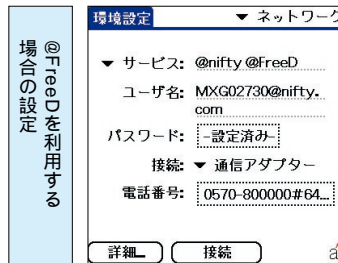 @FreeDを利用する
場合の設定
環境設定 ▼ ネットワーク
▼ サービス: @nifty @FreeD
ユーザ名: MXG02730@nifty.
com
パスワード: -設定済み-
接続: ▼ 通信アダプター
電話番号: 0570-800000#64...
詳細... 接続